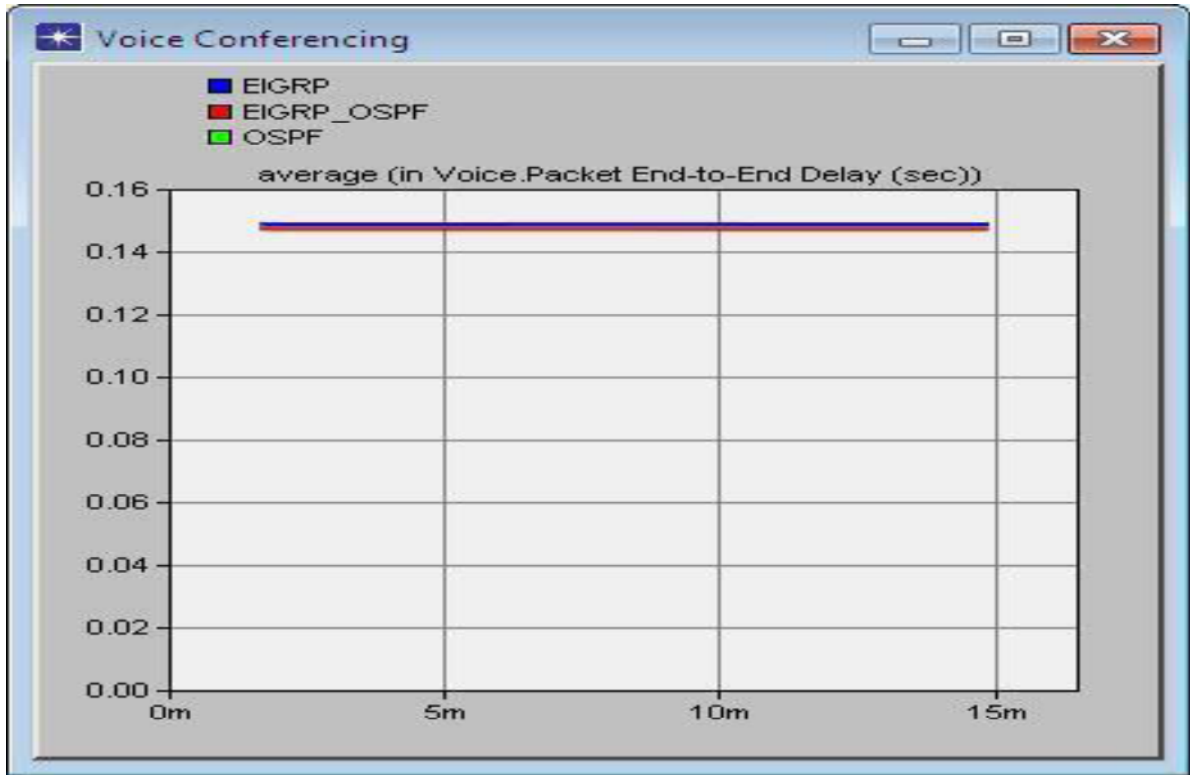 Voice Conferencing
EIGRP
EIGRP_OSPF
OSPF
average (in Voice.Packet End-to-End Delay (sec))
0.16
0.14
0.12
0.10
0.08
0.06
0.04
0.02
0.00
0m 5m 10m 15m